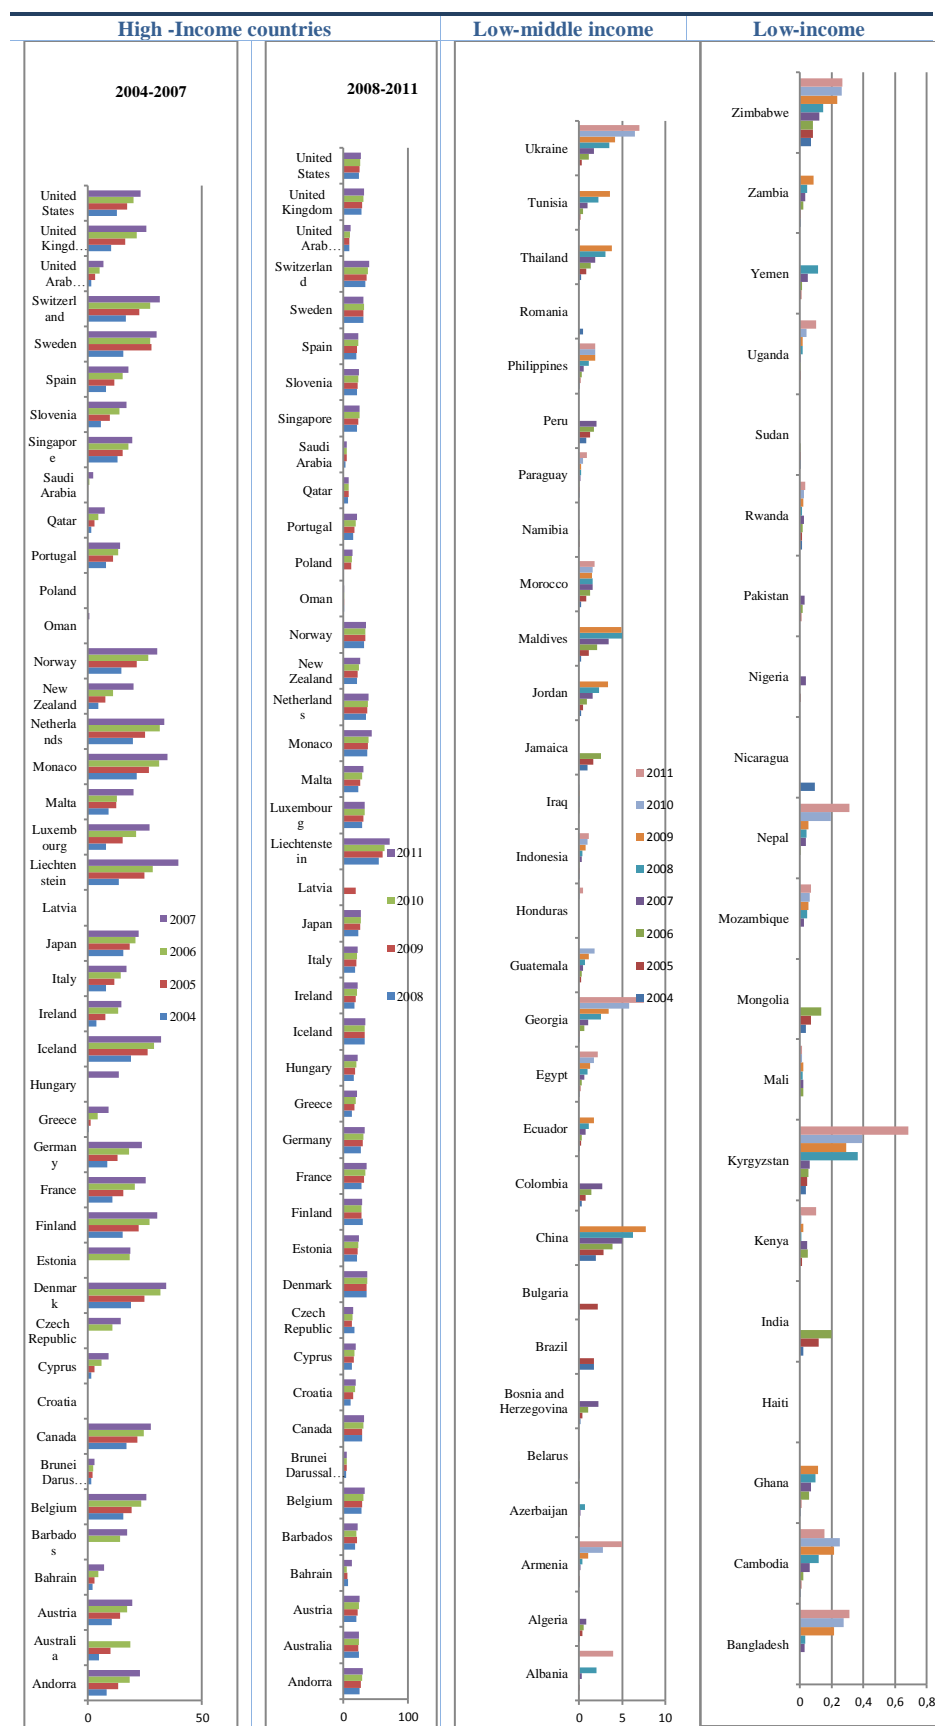 High -Income countries
Low-middle income
Low-income
2004-2007
United
States
United
Kingd…
United
Arab…
Switzerl
and
Sweden
Spain
Slovenia
Singapor
e
Saudi
Arabia
Qatar
Portugal
Poland
Oman
Norway
New
Zealand
Netherla
nds
Monaco
Malta
Luxemb
ourg
Liechten
stein
Latvia
Japan
Italy
Ireland
Iceland
Hungary
Greece
German
y
France
Finland
Estonia
Denmar
k
Czech
Republic
Cyprus
Croatia
Canada
Brunei
Darus…
Belgium
Barbado
s
Bahrain
Austria
Australi
a
Andorra
0
50
2007
2006
2005
2004
2008-2011
United
States
United
Kingdom
United
Arab…
Switzerlan
d
Sweden
Spain
Slovenia
Singapore
Saudi
Arabia
Qatar
Portugal
Poland
Oman
Norway
New
Zealand
Netherland
s
Monaco
Malta
Luxembour
g
Liechtenste
in
Latvia
Japan
Italy
Ireland
Iceland
Hungary
Greece
Germany
France
Finland
Estonia
Denmark
Czech
Republic
Cyprus
Croatia
Canada
Brunei
Darussal…
Belgium
Barbados
Bahrain
Austria
Australia
Andorra
0
100
2011
2010
2009
2008
Ukraine
Tunisia
Thailand
Romania
Philippines
Peru
Paraguay
Namibia
Morocco
Maldives
Jordan
Jamaica
Iraq
Indonesia
Honduras
Guatemala
Georgia
Egypt
Ecuador
Colombia
China
Bulgaria
Brazil
Bosnia and
Herzegovina
Belarus
Azerbaijan
Armenia
Algeria
Albania
0
5
10
2011
2010
2009
2008
2007
2006
2005
2004
Zimbabwe
Zambia
Yemen
Uganda
Sudan
Rwanda
Pakistan
Nigeria
Nicaragua
Nepal
Mozambique
Mongolia
Mali
Kyrgyzstan
Kenya
India
Haiti
Ghana
Cambodia
Bangladesh
0
0,2
0,4
0,6
0,8